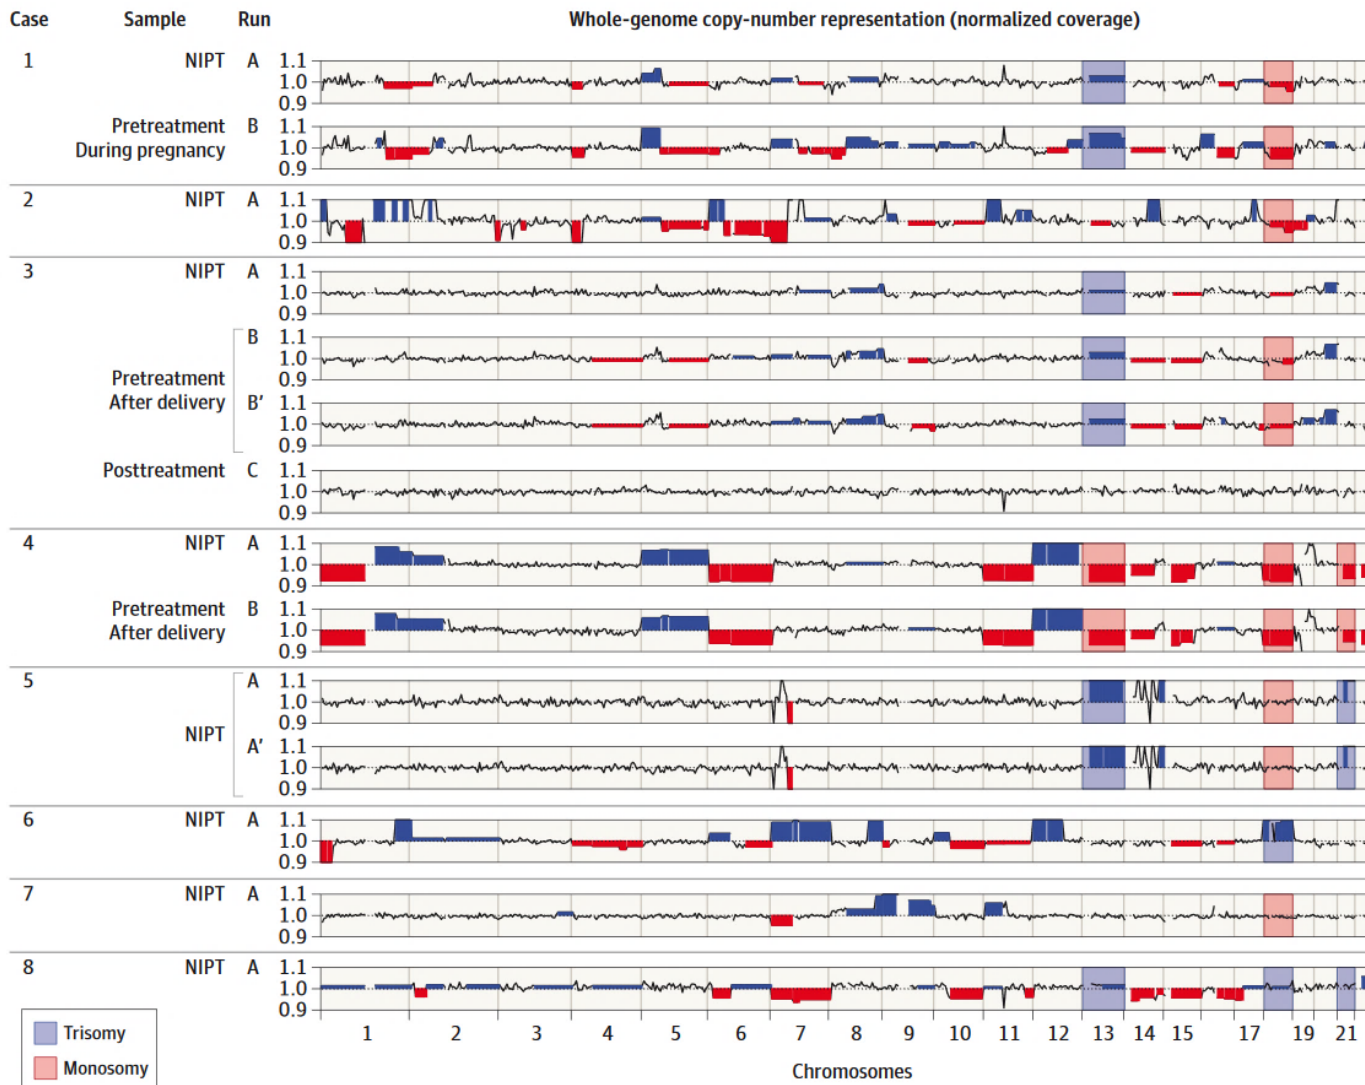 Case Sample Run Whole-genome copy-number representation (normalized coverage)
1 NIPT A 1.1
1.0
0.9
Pretreatment B 1.1
During pregnancy 1.0
0.9
2 NIPT A 1.1
1.0
0.9
3 NIPT A 1.1
1.0
0.9
B 1.1
1.0
0.9
Pretreatment
After delivery
B′ 1.1
1.0
0.9
Posttreatment C 1.1
1.0
0.9
4 NIPT A 1.1
1.0
0.9
Pretreatment B 1.1
After delivery 1.0
0.9
5 A 1.1
1.0
0.9
NIPT
A′ 1.1
1.0
0.9
6 NIPT A 1.1
1.0
0.9
7 NIPT A 1.1
1.0
0.9
8 NIPT A 1.1
1.0
0.9
1 2 3 4 5 6 7 8 9 10 11 12 13 14 15 17 19 21
Chromosomes
Trisomy
Monosomy